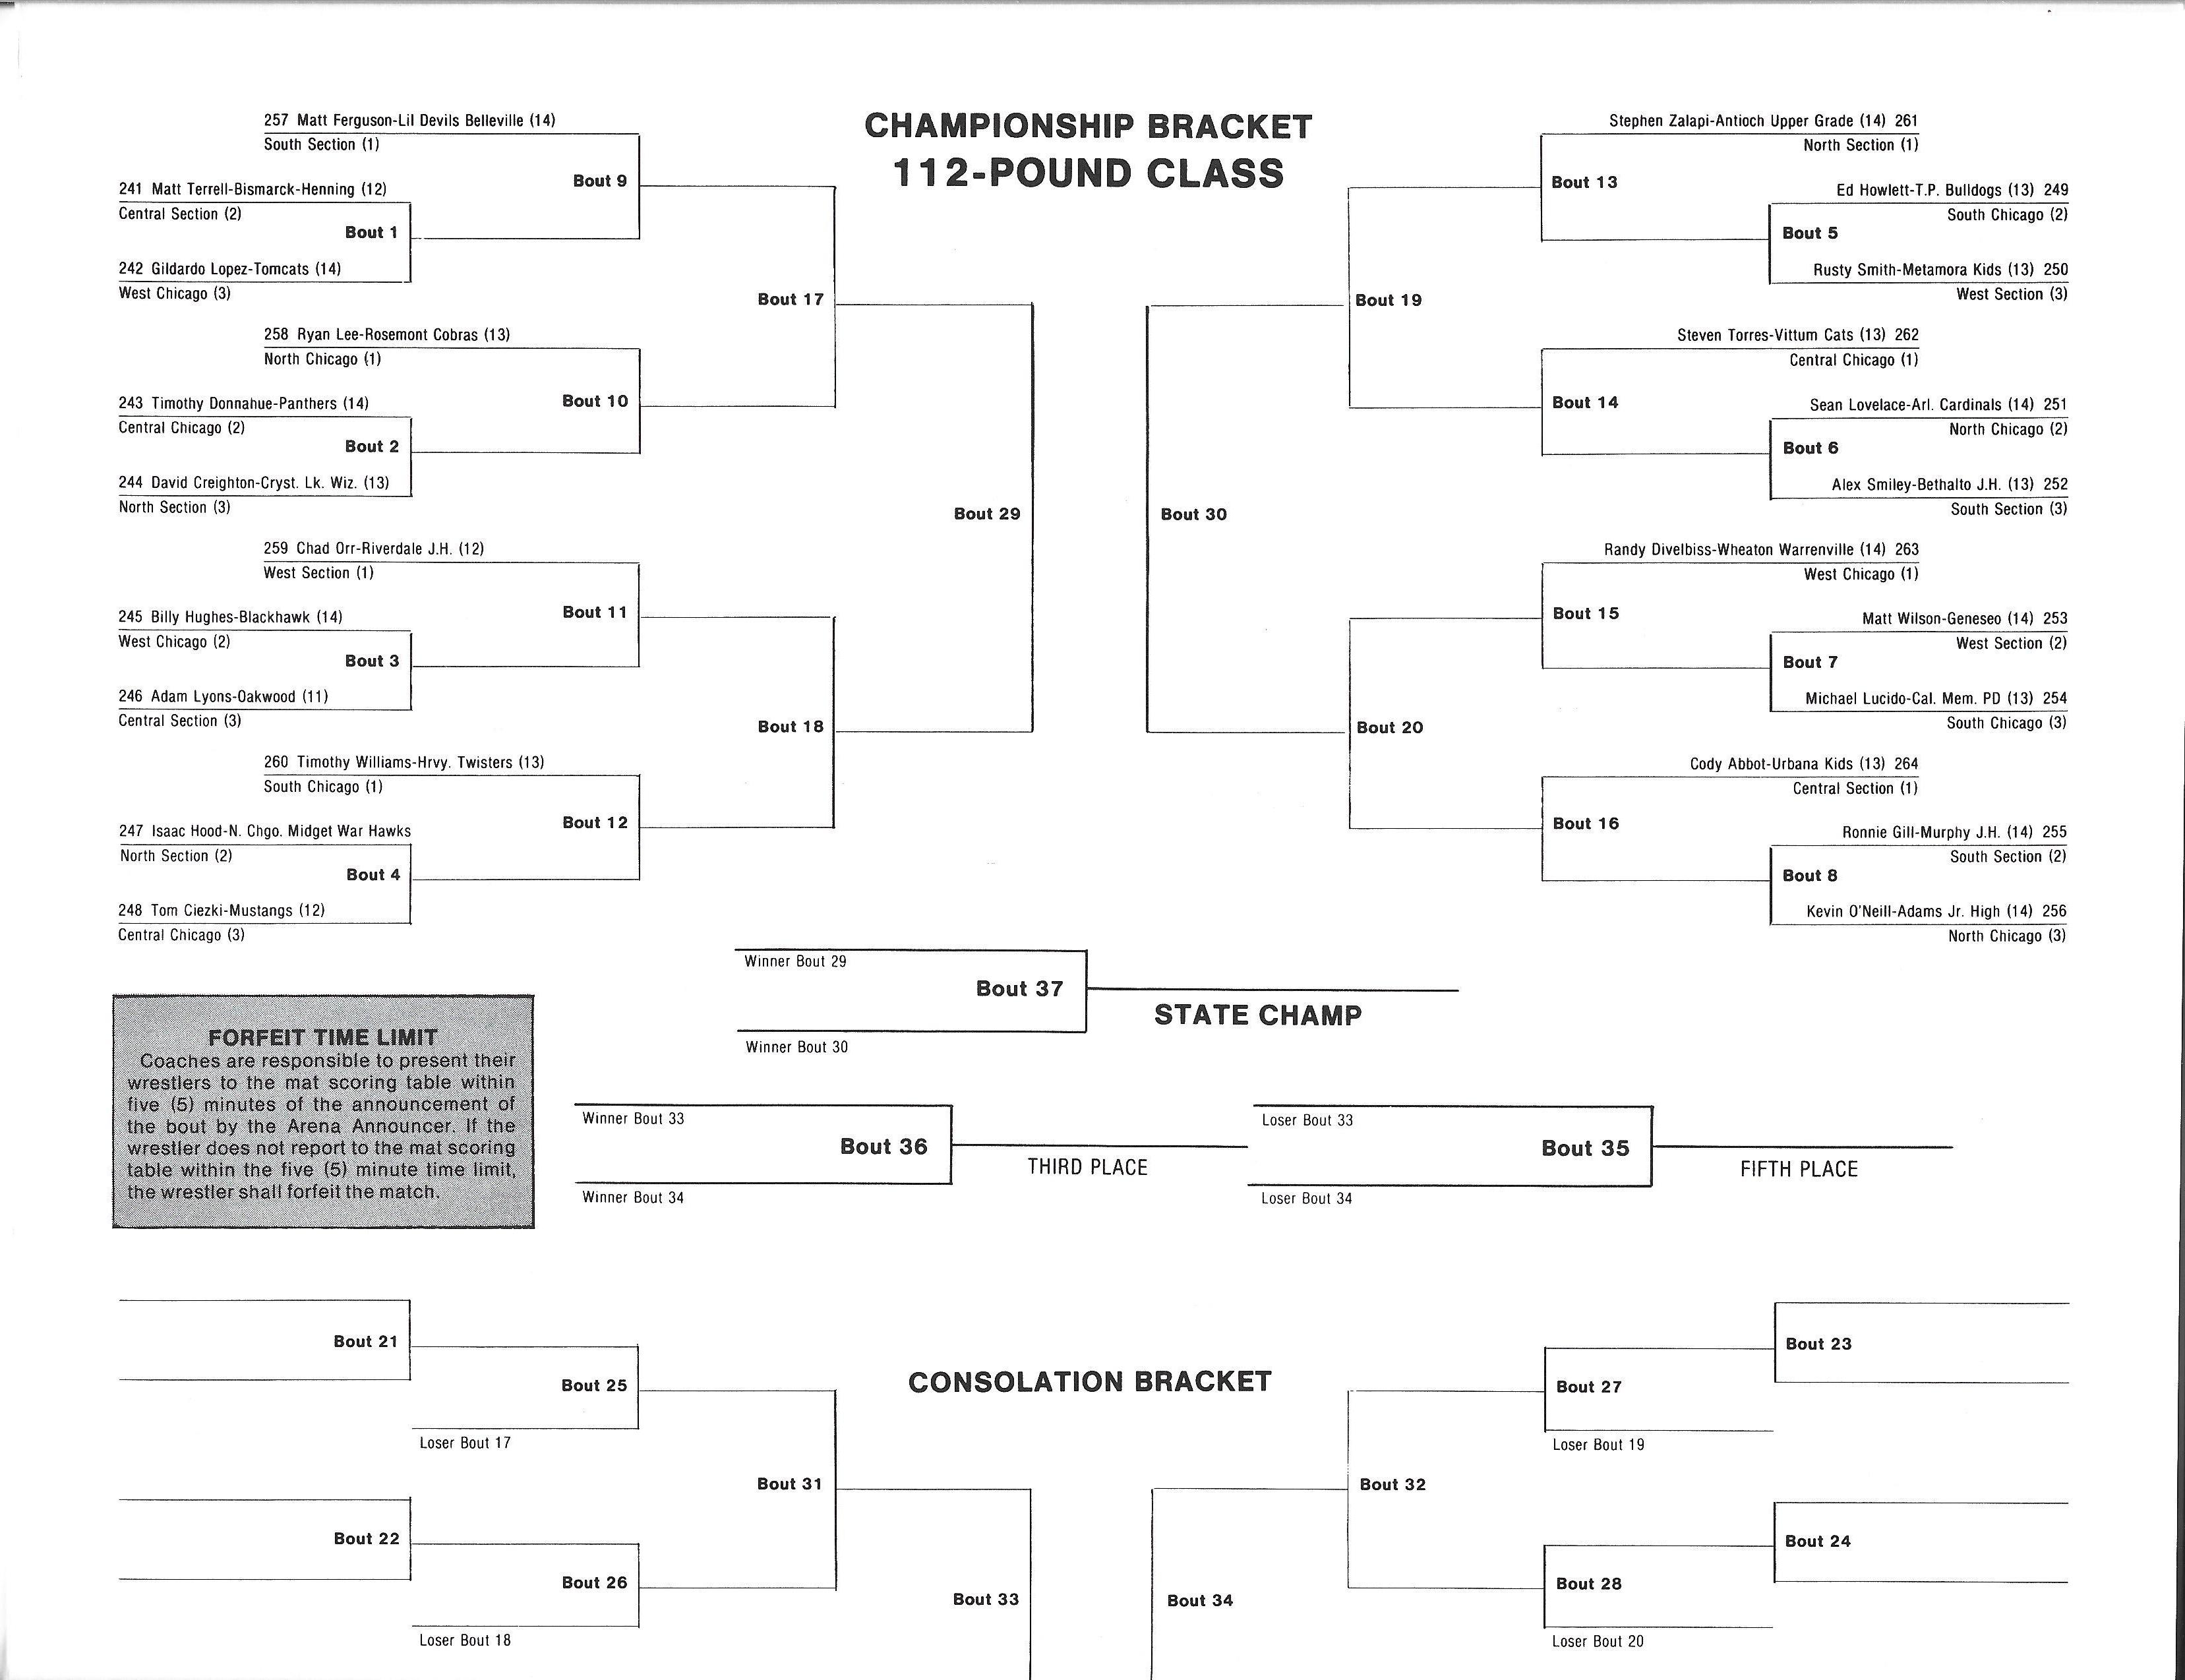 CHAMPIONSHIP BRACKET
112-POUND CLASS
257 Matt Ferguson-Lil Devils Belleville (14)
South Section (1)
Bout 9
241 Matt Terrell-Bismarck-Henning (12)
Central Section (2)
Bout 1
242 Gildardo Lopez-Tomcats (14)
West Chicago (3)
Bout 17
258 Ryan Lee-Rosemont Cobras (13)
North Chicago (1)
Bout 10
243 Timothy Donnahue-Panthers (14)
Central Chicago (2)
Bout 2
244 David Creighton-Cryst. Lk. Wiz. (13)
North Section (3)
Bout 29
259 Chad Orr-Riverdale J.H. (12)
West Section (1)
Bout 11
245 Billy Hughes-Blackhawk (14)
West Chicago (2)
Bout 3
246 Adam Lyons-Oakwood (11)
Central Section (3)
Bout 18
260 Timothy Williams-Hrvy. Twisters (13)
South Chicago (1)
Bout 12
247 Isaac Hood-N. Chgo. Midget War Hawks
North Section (2)
Bout 4
248 Tom Ciezki-Mustangs (12)
Central Chicago (3)
Stephen Zalapi-Antioch Upper Grade (14) 261
North Section (1)
Bout 13
Ed Howlett-T.P. Bulldogs (13) 249
South Chicago (2)
Bout 5
Rusty Smith-Metamora Kids (13) 250
West Section (3)
Bout 19
Steven Torres-Vittum Cats (13) 262
Central Chicago (1)
Bout 14
Sean Lovelace-Arl. Cardinals (14) 251
North Chicago (2)
Bout 6
Alex Smiley-Bethalto J.H. (13) 252
South Section (3)
Bout 30
Randy Divelbiss-Wheaton Warrenville (14) 263
West Chicago (1)
Bout 15
Matt Wilson-Geneseo (14) 253
West Section (2)
Bout 7
Michael Lucido-Cal. Mem. PD (13) 254
South Chicago (3)
Bout 20
Cody Abbot-Urbana Kids (13) 264
Central Section (1)
Bout 16
Ronnie Gill-Murphy J.H. (14) 255
South Section (2)
Bout 8
Kevin O'Neill-Adams Jr. High (14) 256
North Chicago (3)
Winner Bout 29
Bout 37
STATE CHAMP
Winner Bout 30
FORFEIT TIME LIMIT
Coaches are responsible to present their
wrestlers to the mat scoring table within
five (5) minutes of the announcement of
the bout by the Arena Announcer. If the
wrestler does not report to the mat scoring
table within the five (5) minute time limit,
the wrestler shall forfeit the match.
Winner Bout 33
Bout 36
THIRD PLACE
Winner Bout 34
Loser Bout 33
Bout 35
FIFTH PLACE
Loser Bout 34
CONSOLATION BRACKET
Bout 21
Bout 25
Loser Bout 17
Bout 31
Bout 22
Bout 26
Loser Bout 18
Bout 33
Bout 23
Bout 27
Loser Bout 19
Bout 32
Bout 24
Bout 28
Loser Bout 20
Bout 34